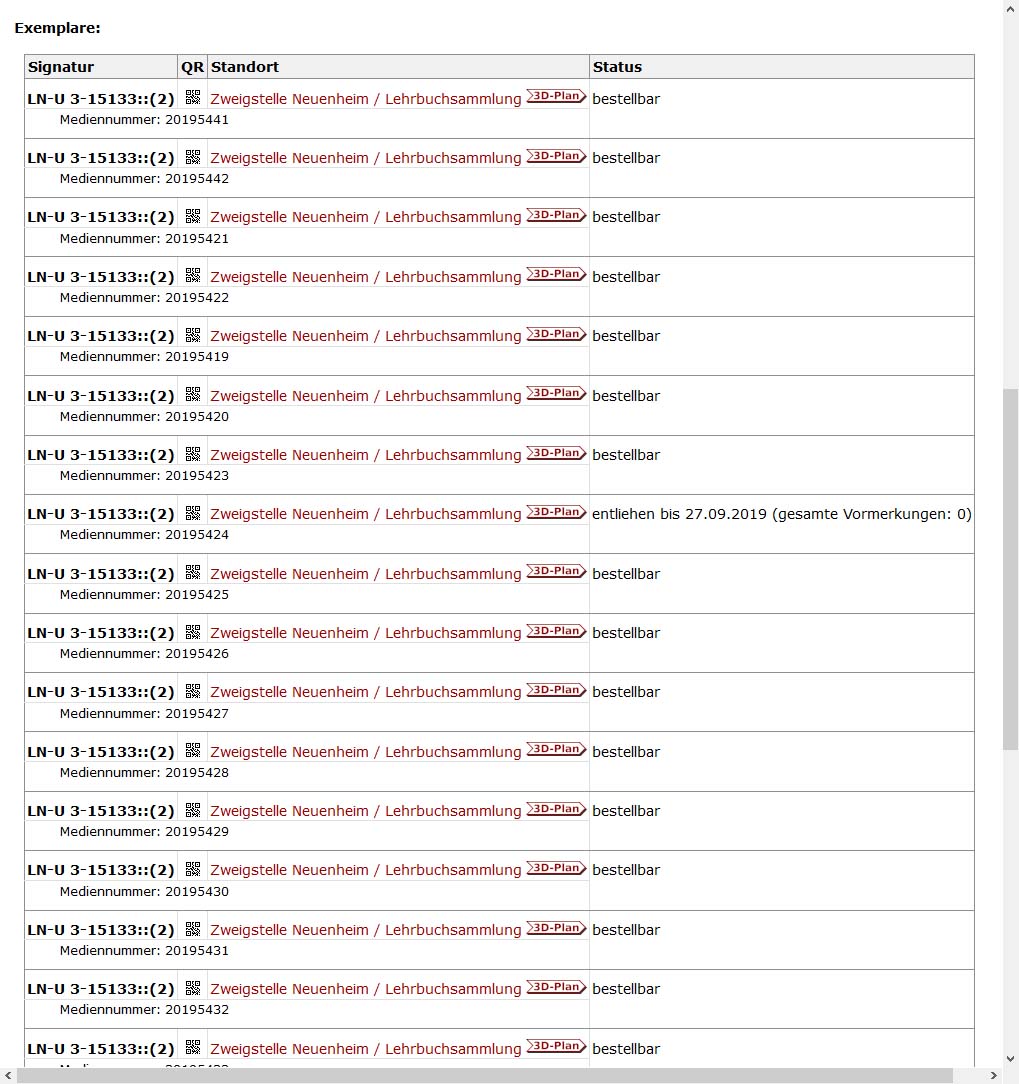 Exemplare:
Signatur QR Standort Status
LN-U 3-15133::(2) Zweigstelle Neuenheim / Lehrbuchsammlung 3D-Plan bestellbar
Mediennummer: 20195441
LN-U 3-15133::(2) Zweigstelle Neuenheim / Lehrbuchsammlung 3D-Plan bestellbar
Mediennummer: 20195442
LN-U 3-15133::(2) Zweigstelle Neuenheim / Lehrbuchsammlung 3D-Plan bestellbar
Mediennummer: 20195421
LN-U 3-15133::(2) Zweigstelle Neuenheim / Lehrbuchsammlung 3D-Plan bestellbar
Mediennummer: 20195422
LN-U 3-15133::(2) Zweigstelle Neuenheim / Lehrbuchsammlung 3D-Plan bestellbar
Mediennummer: 20195419
LN-U 3-15133::(2) Zweigstelle Neuenheim / Lehrbuchsammlung 3D-Plan bestellbar
Mediennummer: 20195420
LN-U 3-15133::(2) Zweigstelle Neuenheim / Lehrbuchsammlung 3D-Plan bestellbar
Mediennummer: 20195423
LN-U 3-15133::(2) Zweigstelle Neuenheim / Lehrbuchsammlung 3D-Plan entliehen bis 27.09.2019 (gesamte Vormerkungen: 0)
Mediennummer: 20195424
LN-U 3-15133::(2) Zweigstelle Neuenheim / Lehrbuchsammlung 3D-Plan bestellbar
Mediennummer: 20195425
LN-U 3-15133::(2) Zweigstelle Neuenheim / Lehrbuchsammlung 3D-Plan bestellbar
Mediennummer: 20195426
LN-U 3-15133::(2) Zweigstelle Neuenheim / Lehrbuchsammlung 3D-Plan bestellbar
Mediennummer: 20195427
LN-U 3-15133::(2) Zweigstelle Neuenheim / Lehrbuchsammlung 3D-Plan bestellbar
Mediennummer: 20195428
LN-U 3-15133::(2) Zweigstelle Neuenheim / Lehrbuchsammlung 3D-Plan bestellbar
Mediennummer: 20195429
LN-U 3-15133::(2) Zweigstelle Neuenheim / Lehrbuchsammlung 3D-Plan bestellbar
Mediennummer: 20195430
LN-U 3-15133::(2) Zweigstelle Neuenheim / Lehrbuchsammlung 3D-Plan bestellbar
Mediennummer: 20195431
LN-U 3-15133::(2) Zweigstelle Neuenheim / Lehrbuchsammlung 3D-Plan bestellbar
Mediennummer: 20195432
LN-U 3-15133::(2) Zweigstelle Neuenheim / Lehrbuchsammlung 3D-Plan bestellbar